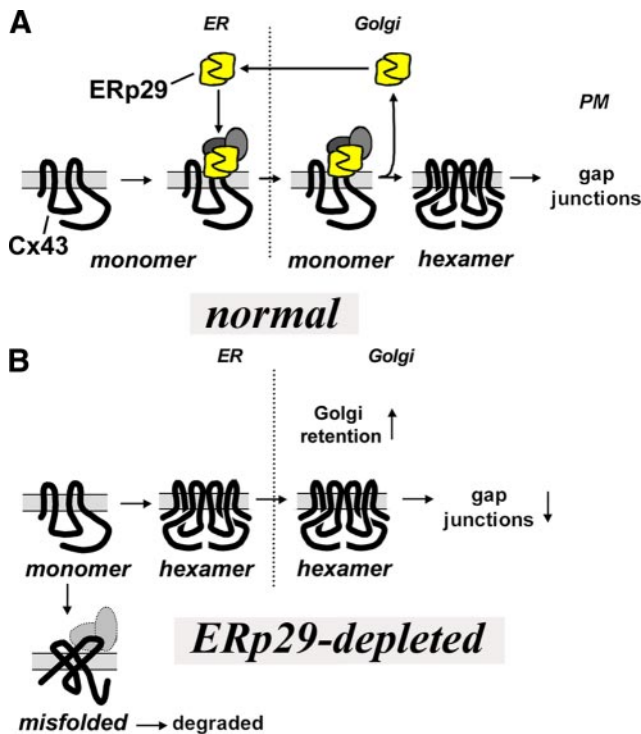 A
ER
Golgi
ERp29
PM
Cx43
gap
junctions
monomer
monomer
hexamer
normal
B
ER
Golgi
Golgi
retention
gap
junctions
monomer
hexamer
hexamer
ERp29-depleted
misfolded
degraded